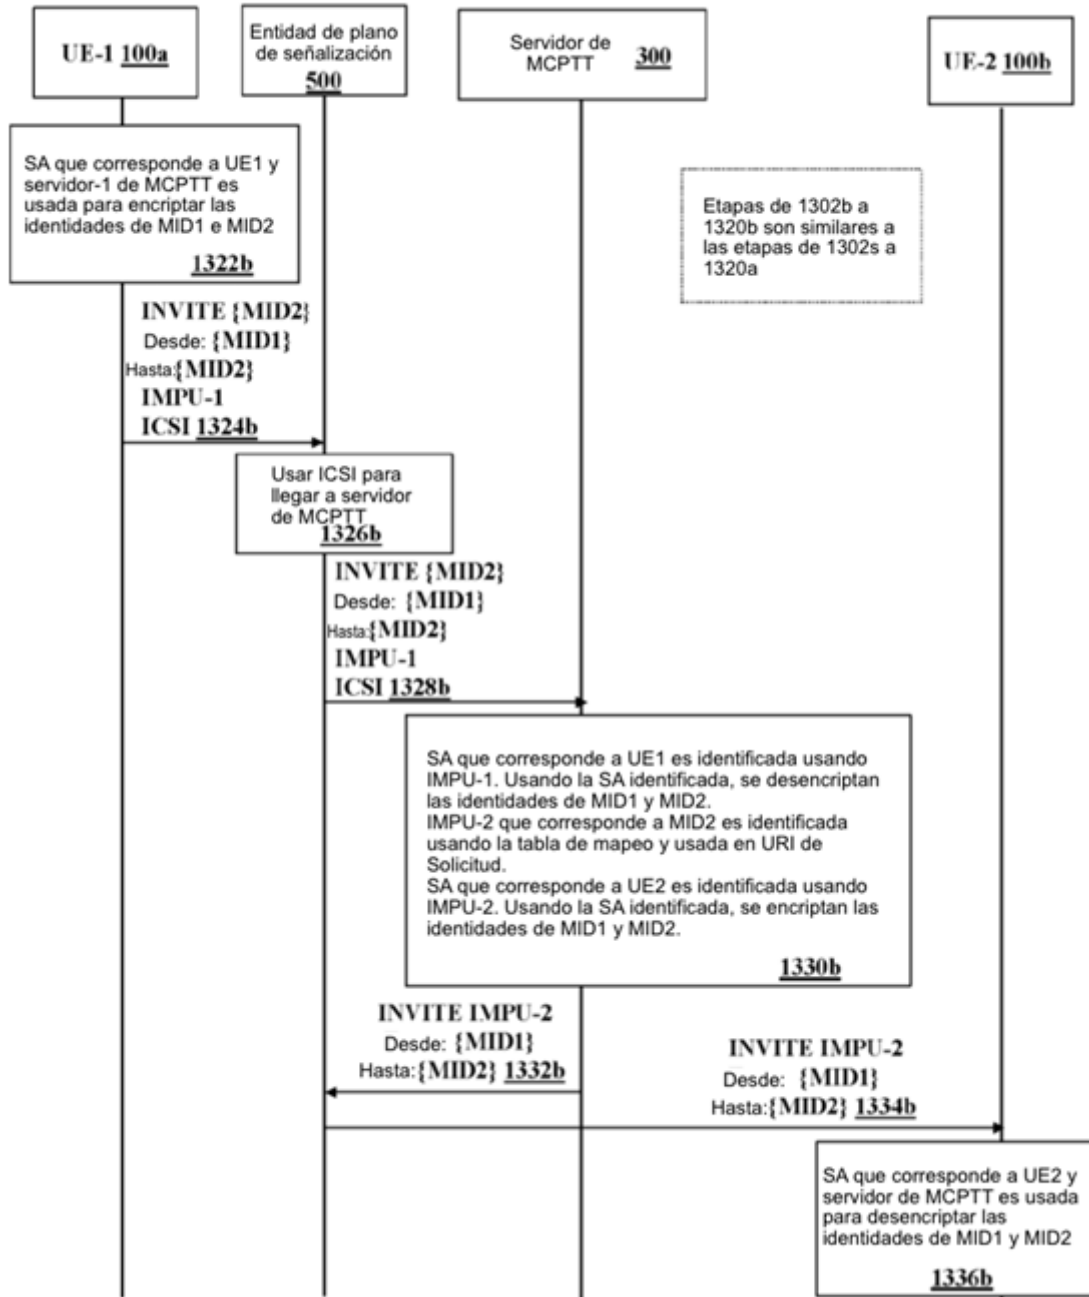 UE-1 100a
Entidad de plano
de señalización
500
Servidor de
MCPTT
300
UE-2 100b
SA que corresponde a UE1 y
servidor-1 de MCPTT es
usada para encriptar las
identidades de MID1 e MID2
1322b
Etapas de 1302b a
1320b son similares a
las etapas de 1302s a
1320a
INVITE {MID2}
Desde: {MID1}
Hasta:{MID2}
IMPU-1
ICSI 1324b
Usar ICSI para
llegar a servidor
de MCPTT
1326b
INVITE {MID2}
Desde: {MID1}
Hasta:{MID2}
IMPU-1
ICSI 1328b
SA que corresponde a UE1 es identificada usando
IMPU-1. Usando la SA identificada, se desencriptan
las identidades de MID1 y MID2.
IMPU-2 que corresponde a MID2 es identificada
usando la tabla de mapeo y usada en URI de
Solicitud.
SA que corresponde a UE2 es identificada usando
IMPU-2. Usando la SA identificada, se encriptan las
identidades de MID1 y MID2.
1330b
INVITE IMPU-2
Desde: {MID1}
Hasta:{MID2} 1332b
INVITE IMPU-2
Desde: {MID1}
Hasta:{MID2} 1334b
SA que corresponde a UE2 y
servidor de MCPTT es usada
para desencriptar las
identidades de MID1 y MID2
1336b